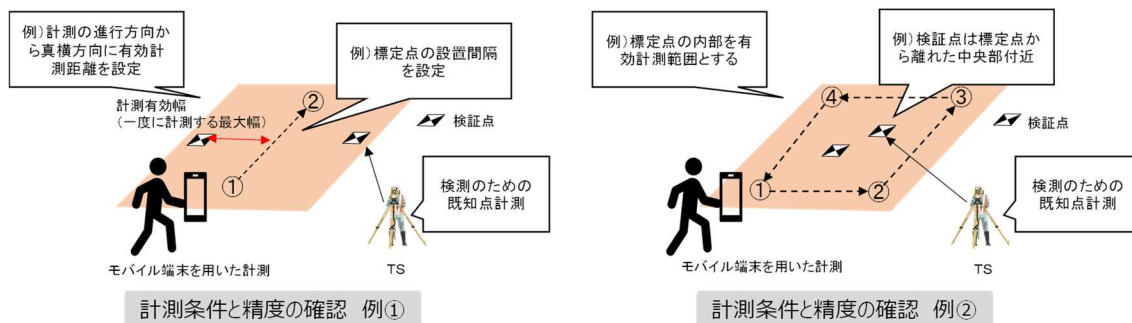 例）計測の進行方向か
ら真横方向に有効計
測距離を設定
例）標定点の設置間隔
を設定
計測有効幅
（一度に計測する最大幅）
②
①
検証点
検測のための
既知点計測
モバイル端末を用いた計測
TS
計測条件と精度の確認 例①
例）標定点の内部を有
効計測範囲とする
例）検証点は標定点か
ら離れた中央部付近
④
③
①
②
検証点
検測のための
既知点計測
モバイル端末を用いた計測
TS
計測条件と精度の確認 例②